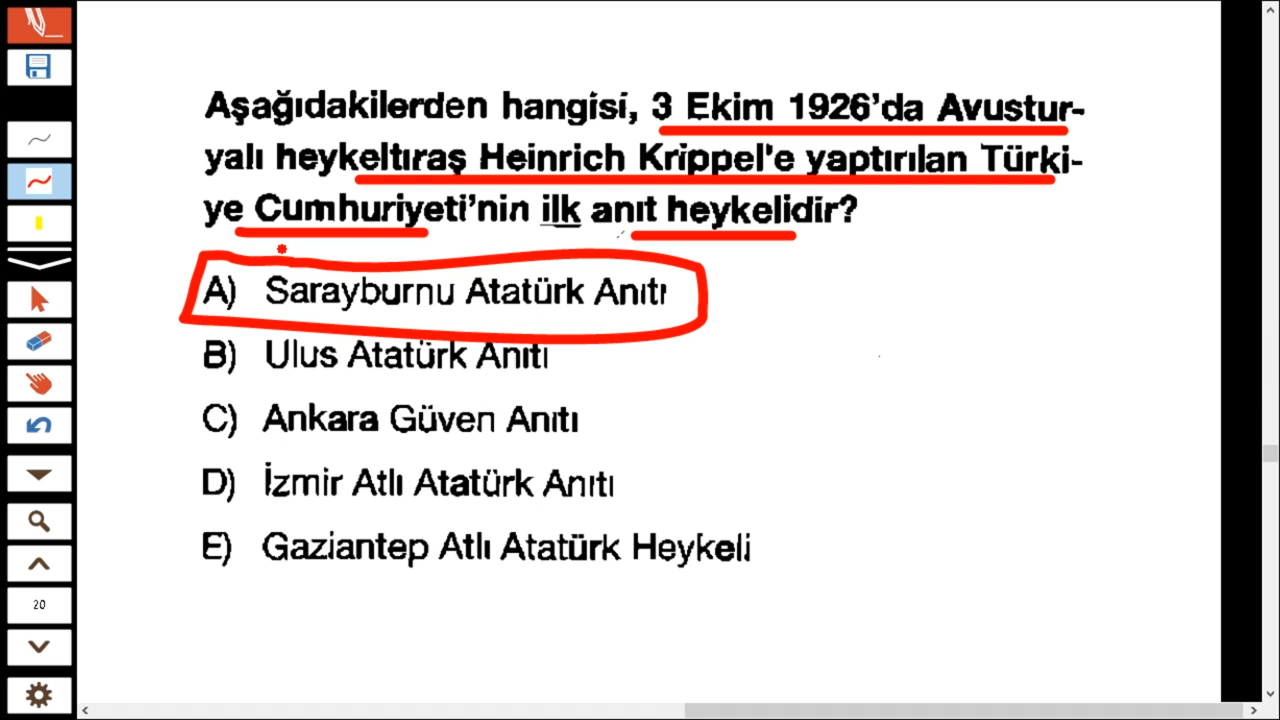 Aşağıdakilerden hangisi, 3 Ekim 1926’da Avustur-
yalı heykeltıraş Heinrich Krippel’e yaptırılan Türki-
ye Cumhuriyeti’nin ilk anıt heykelidir?
A) Sarayburnu Atatürk Anıtı
B) Ulus Atatürk Anıtı
C) Ankara Güven Anıtı
D) İzmir Atlı Atatürk Anıtı
E) Gaziantep Atlı Atatürk Heykeli
20